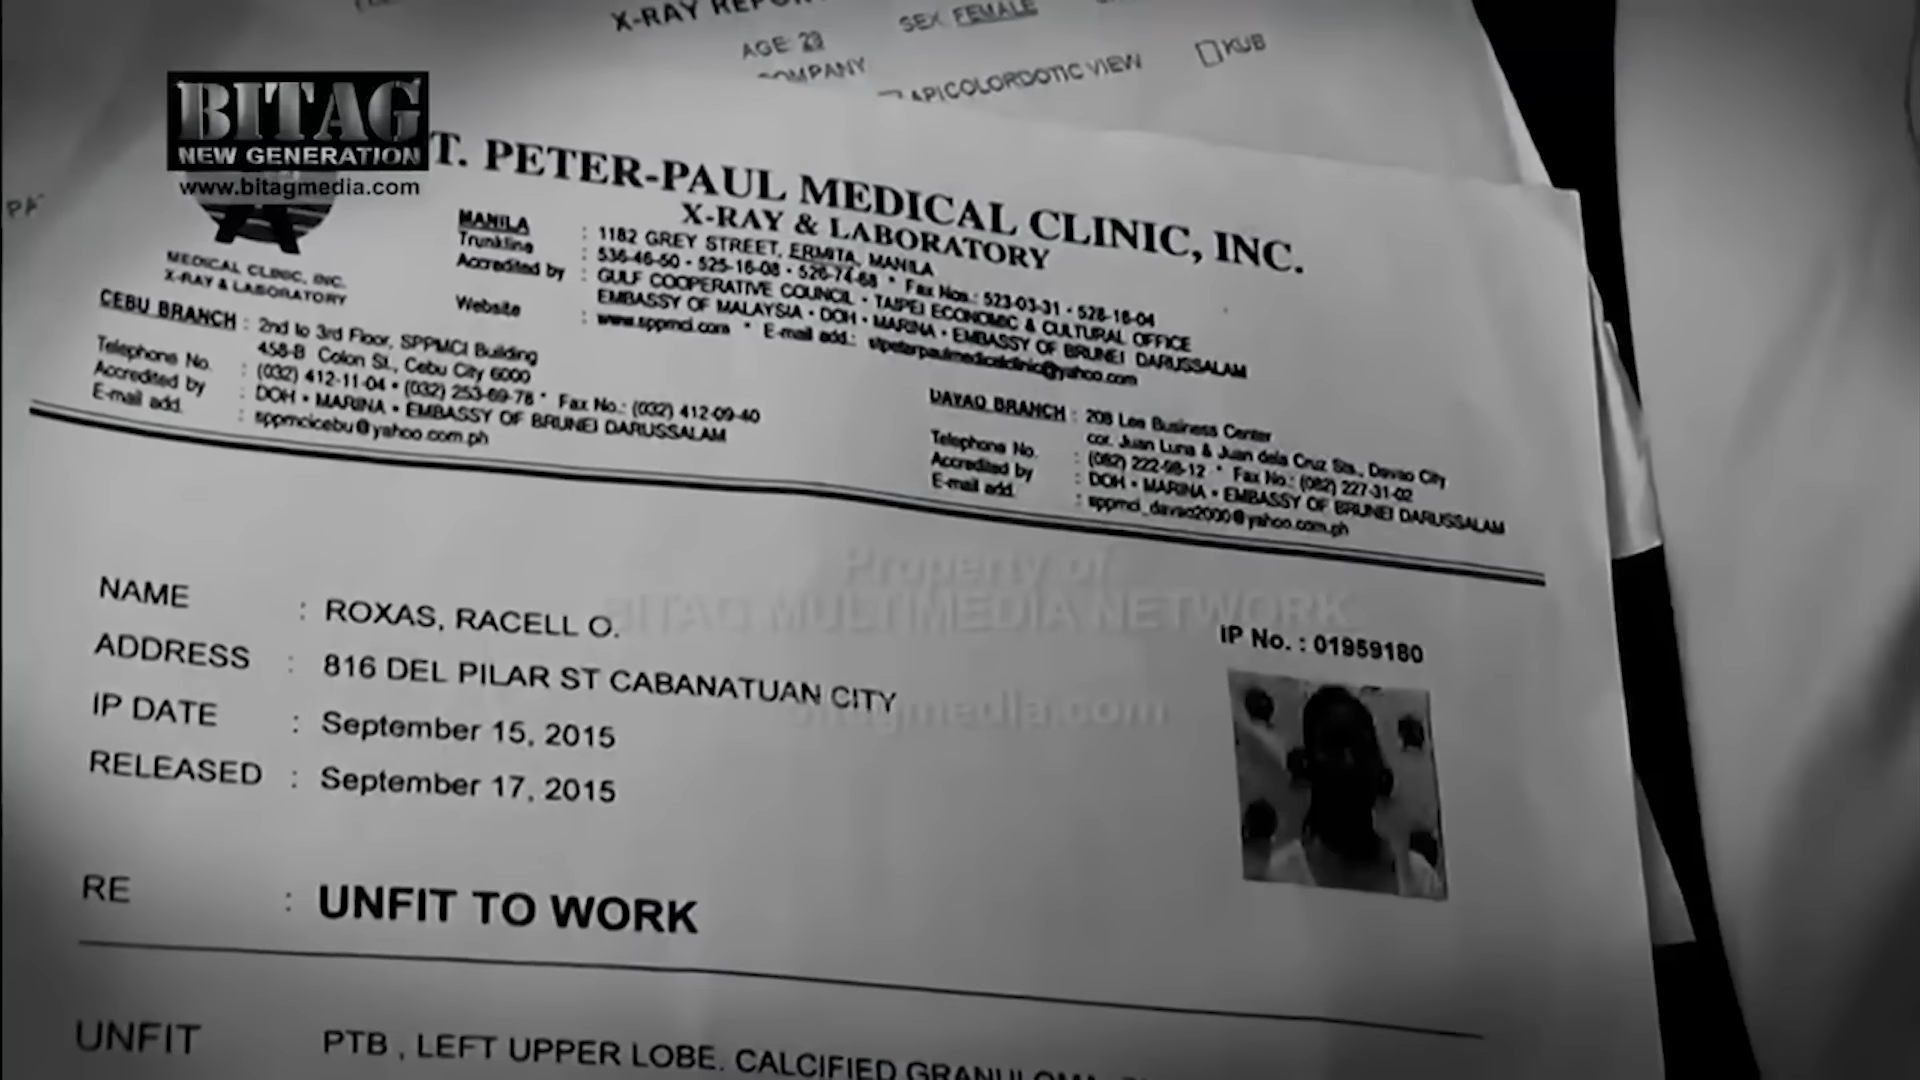 X-RAY REPOR
AGE: 23
SEX FEMALE
COMPANY
APICOLORDOTIC VIEW
KUB
BITAG
NEW GENERATION
www.bitagmedia.com
T. PETER-PAUL MEDICAL CLINIC, INC.
X-RAY & LABORATORY
MEDICAL CLINIC, INC.
X-RAY & LABORATORY
MANILA : 1182 GREY STREET, ERMITA, MANILA
Trunkline : 536-46-50 • 525-16-08 • 526-74-68 * Fax Nos.: 523-03-31 • 528-16-04
Accredited by : GULF COOPERATIVE COUNCIL • TAIPEI ECONOMIC & CULTURAL OFFICE
EMBASSY OF MALAYSIA • DOH • MARINA • EMBASSY OF BRUNEI DARUSSALAM
Website : www.sppmci.com * E-mail add.: stpeterpaulmedicalclinic@yahoo.com
CEBU BRANCH : 2nd to 3rd Floor, SPPMCI Building
458-B Colon St., Cebu City 6000
Telephone No. : (032) 412-11-04 • (032) 253-69-78 * Fax No.: (032) 412-09-40
Accredited by : DOH • MARINA • EMBASSY OF BRUNEI DARUSSALAM
E-mail add. : sppmcicebu@yahoo.com.ph
DAVAO BRANCH : 208 Lee Business Center
cor. Juan Luna & Juan dela Cruz Sts., Davao City
Telephone No. : (082) 222-98-12 * Fax No.: (082) 227-31-02
Accredited by : DOH • MARINA • EMBASSY OF BRUNEI DARUSSALAM
E-mail add. : sppmci_davao2000@yahoo.com.ph
Property of
BITAG MULTIMEDIA NETWORK
bitagmedia.com
NAME : ROXAS, RACELL O.
IP No. : 01959180
ADDRESS : 816 DEL PILAR ST CABANATUAN CITY
IP DATE : September 15, 2015
RELEASED : September 17, 2015
RE : UNFIT TO WORK
UNFIT PTB , LEFT UPPER LOBE. CALCIFIED GRANULOMA